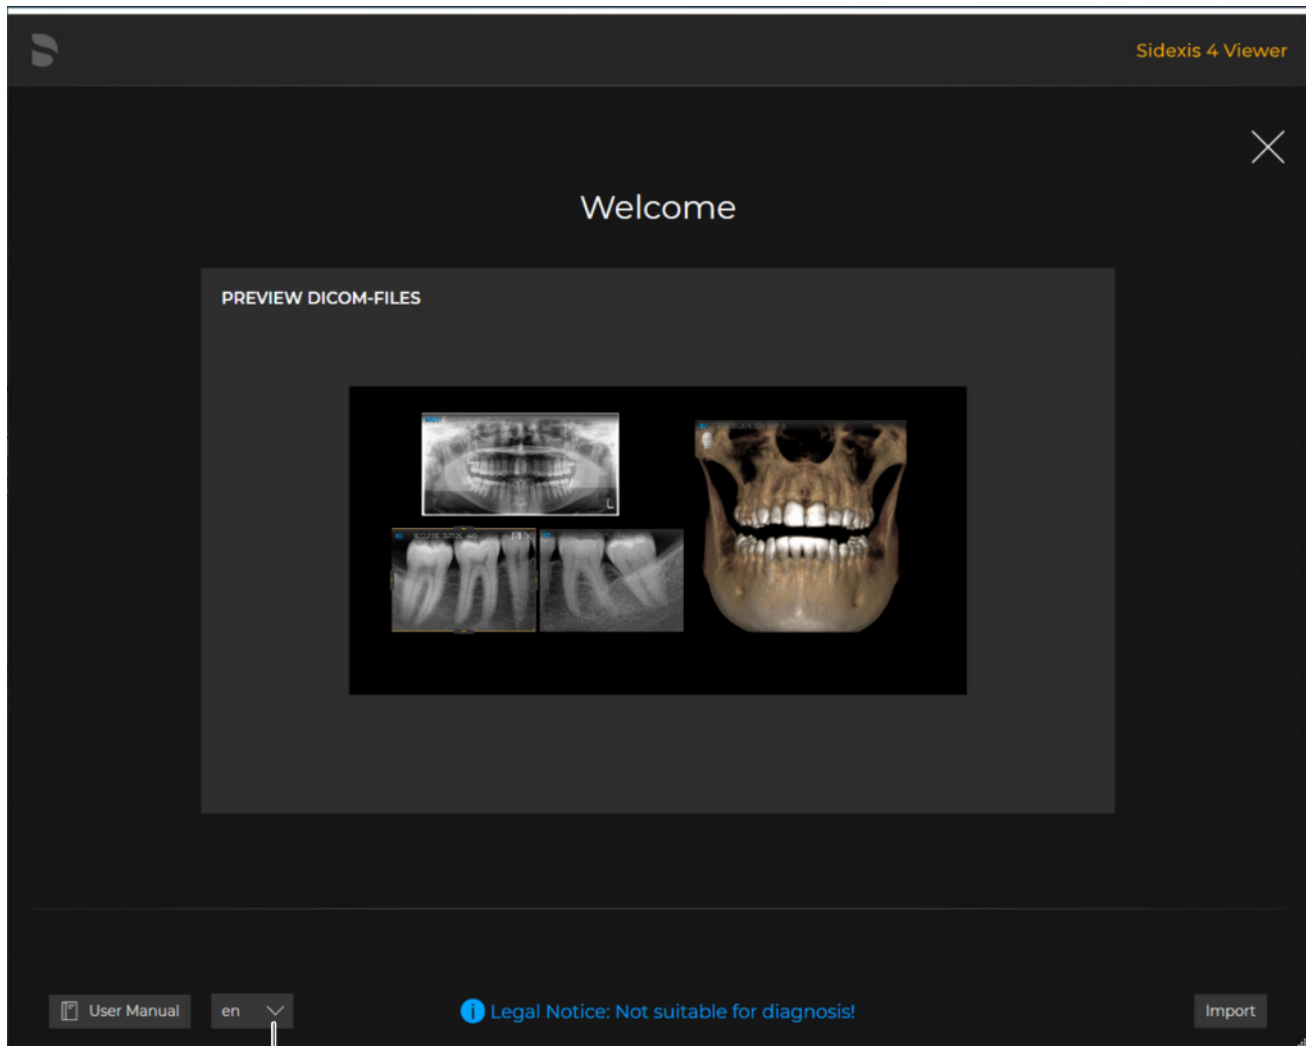 Sidexis 4 Viewer
Welcome
PREVIEW DICOM-FILES
L
User Manual
en
Legal Notice: Not suitable for diagnosis!
Import